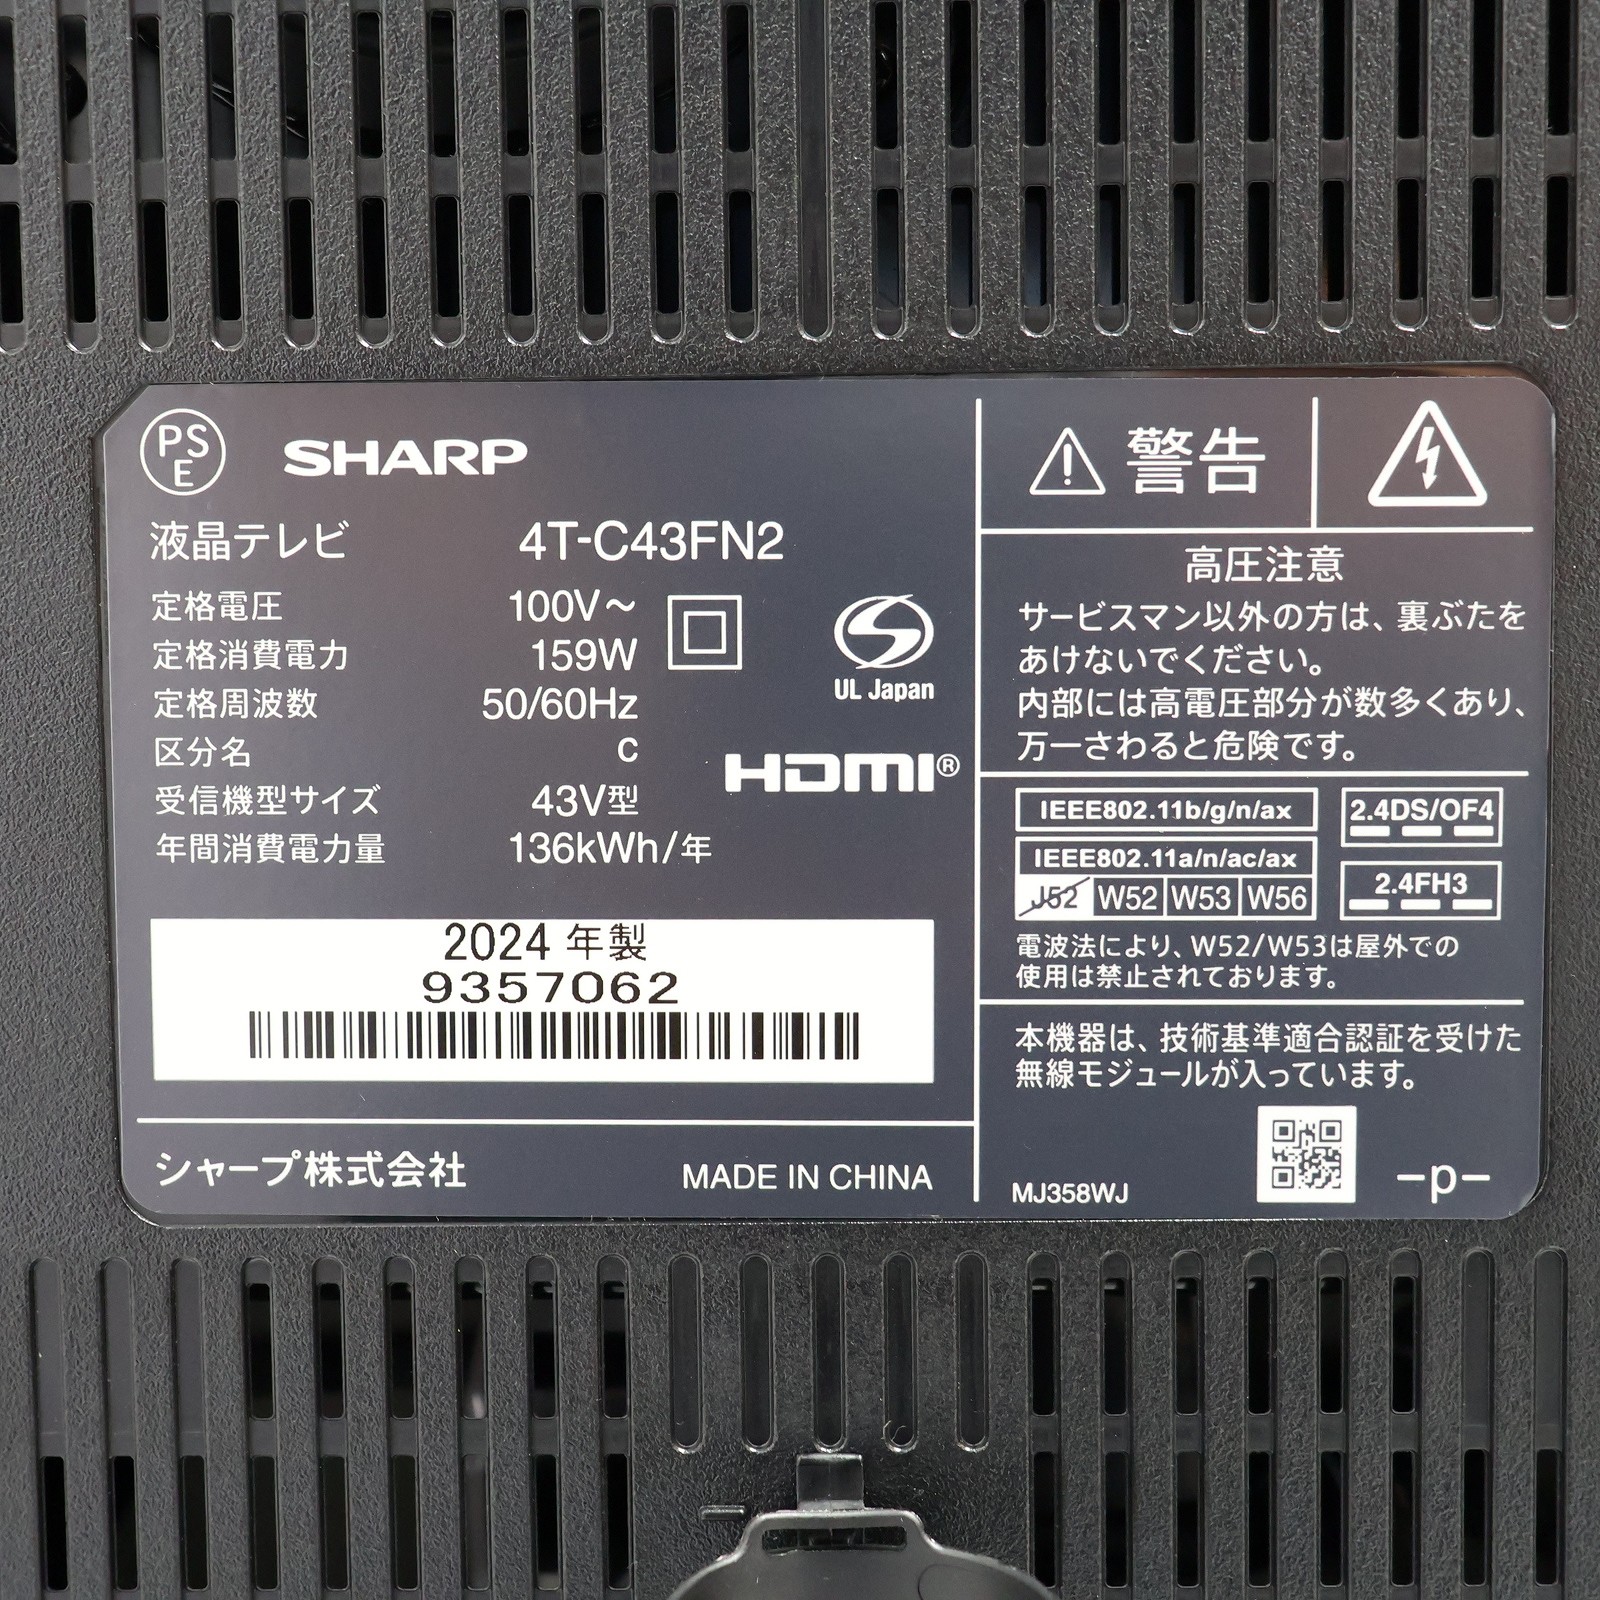 PS
E
SHARP
液晶テレビ 4T-C43FN2
定格電圧 100V～
定格消費電力 159W
定格周波数 50/60Hz
区分名 C
受信機型サイズ 43V型
年間消費電力量 136kWh/年
UL Japan
HDMI®
2024 年製
9357062
シャープ株式会社 MADE IN CHINA
警告
高圧注意
サービスマン以外の方は、裏ぶたを
あけないでください。
内部には高電圧部分が数多くあり、
万一さわると危険です。
IEEE802.11b/g/n/ax
IEEE802.11a/n/ac/ax
J52 W52 W53 W56
2.4DS/OF4
2.4FH3
電波法により、W52/W53は屋外での
使用は禁止されております。
本機器は、技術基準適合認証を受けた
無線モジュールが入っています。
MJ358WJ -p-